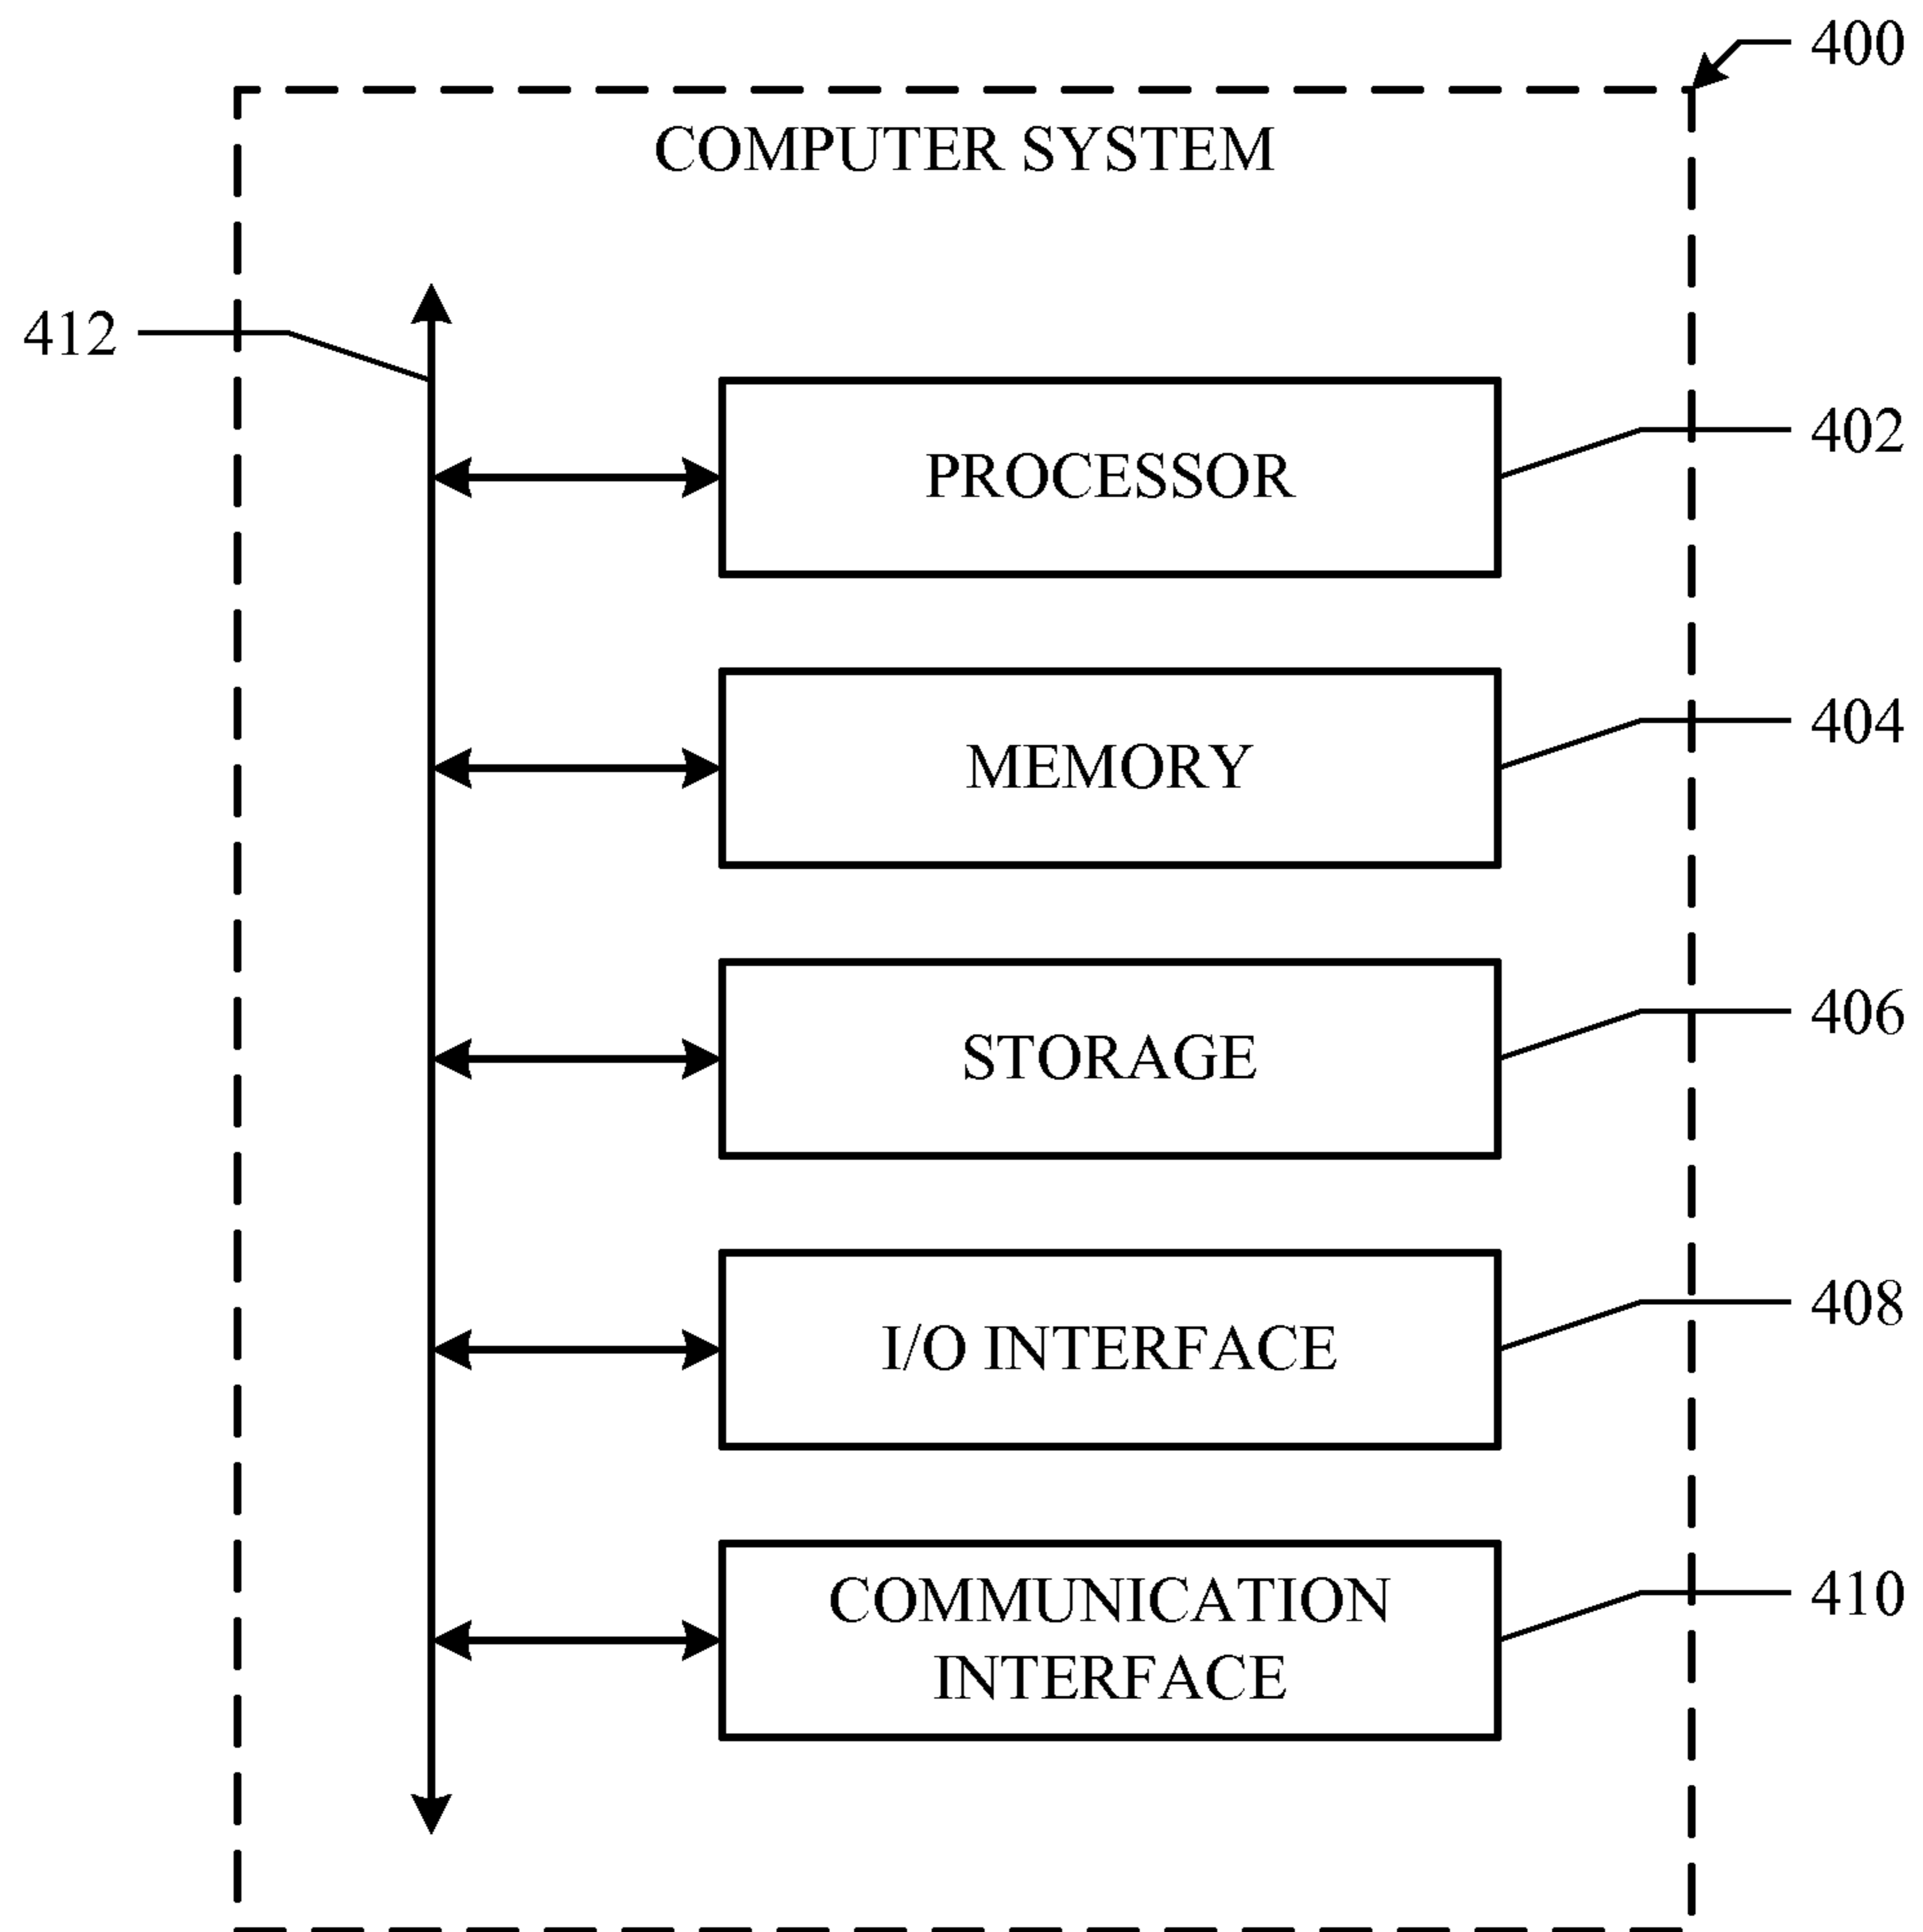 400
COMPUTER SYSTEM
412
402
PROCESSOR
404
MEMORY
406
STORAGE
408
I/O INTERFACE
410
COMMUNICATION
INTERFACE